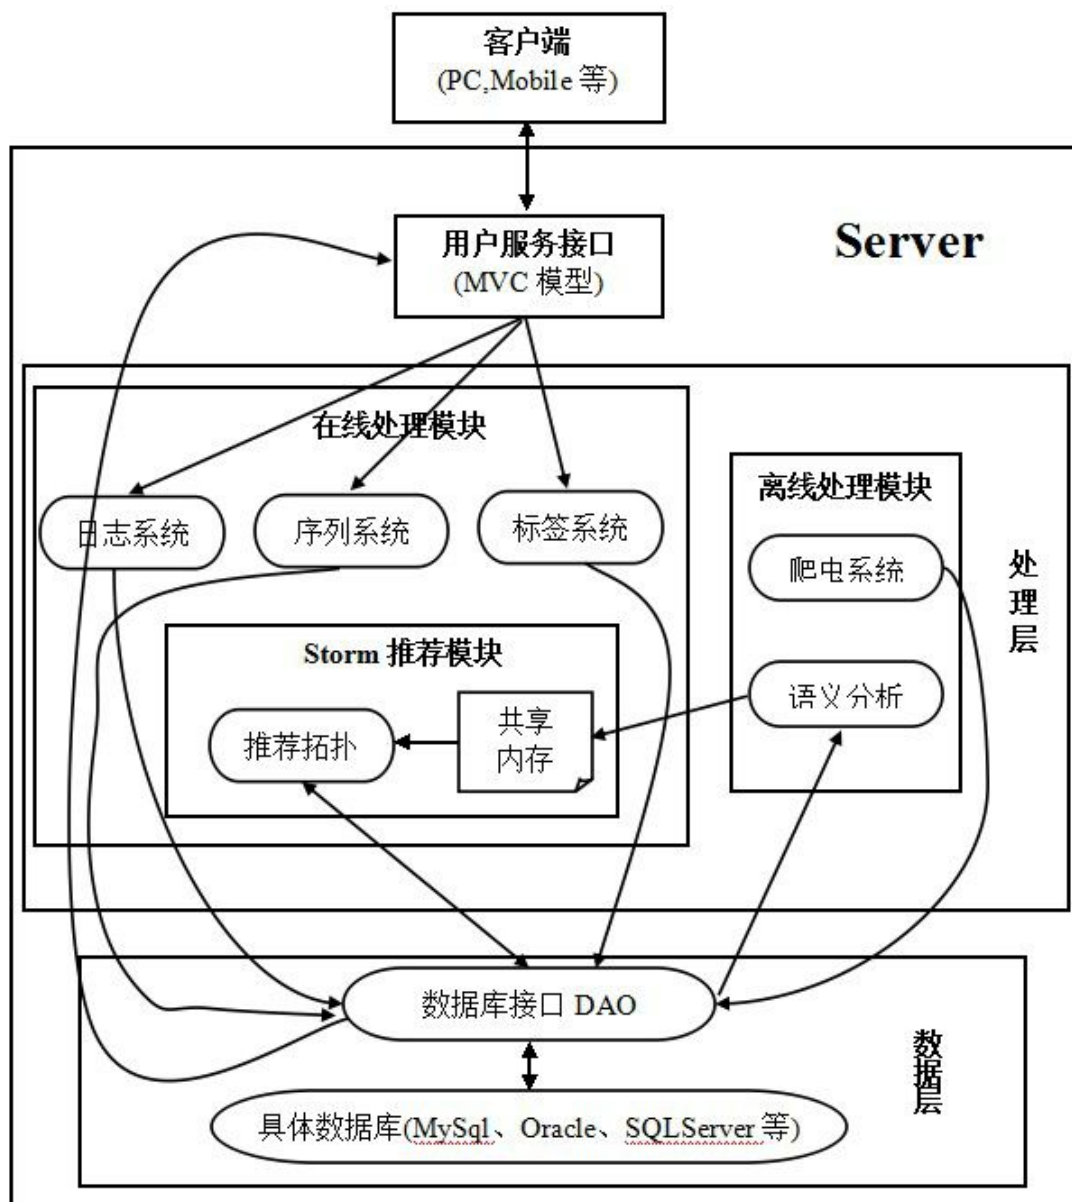 客户端
(PC,Mobile 等)
Server
用户服务接口
(MVC 模型)
在线处理模块
离线处理模块
日志系统
序列系统
标签系统
爬虫系统
处理层
Storm 推荐模块
语义分析
推荐拓扑
共享
内存
数据库接口 DAO
数据层
具体数据库(MySql、Oracle、SQLServer 等)